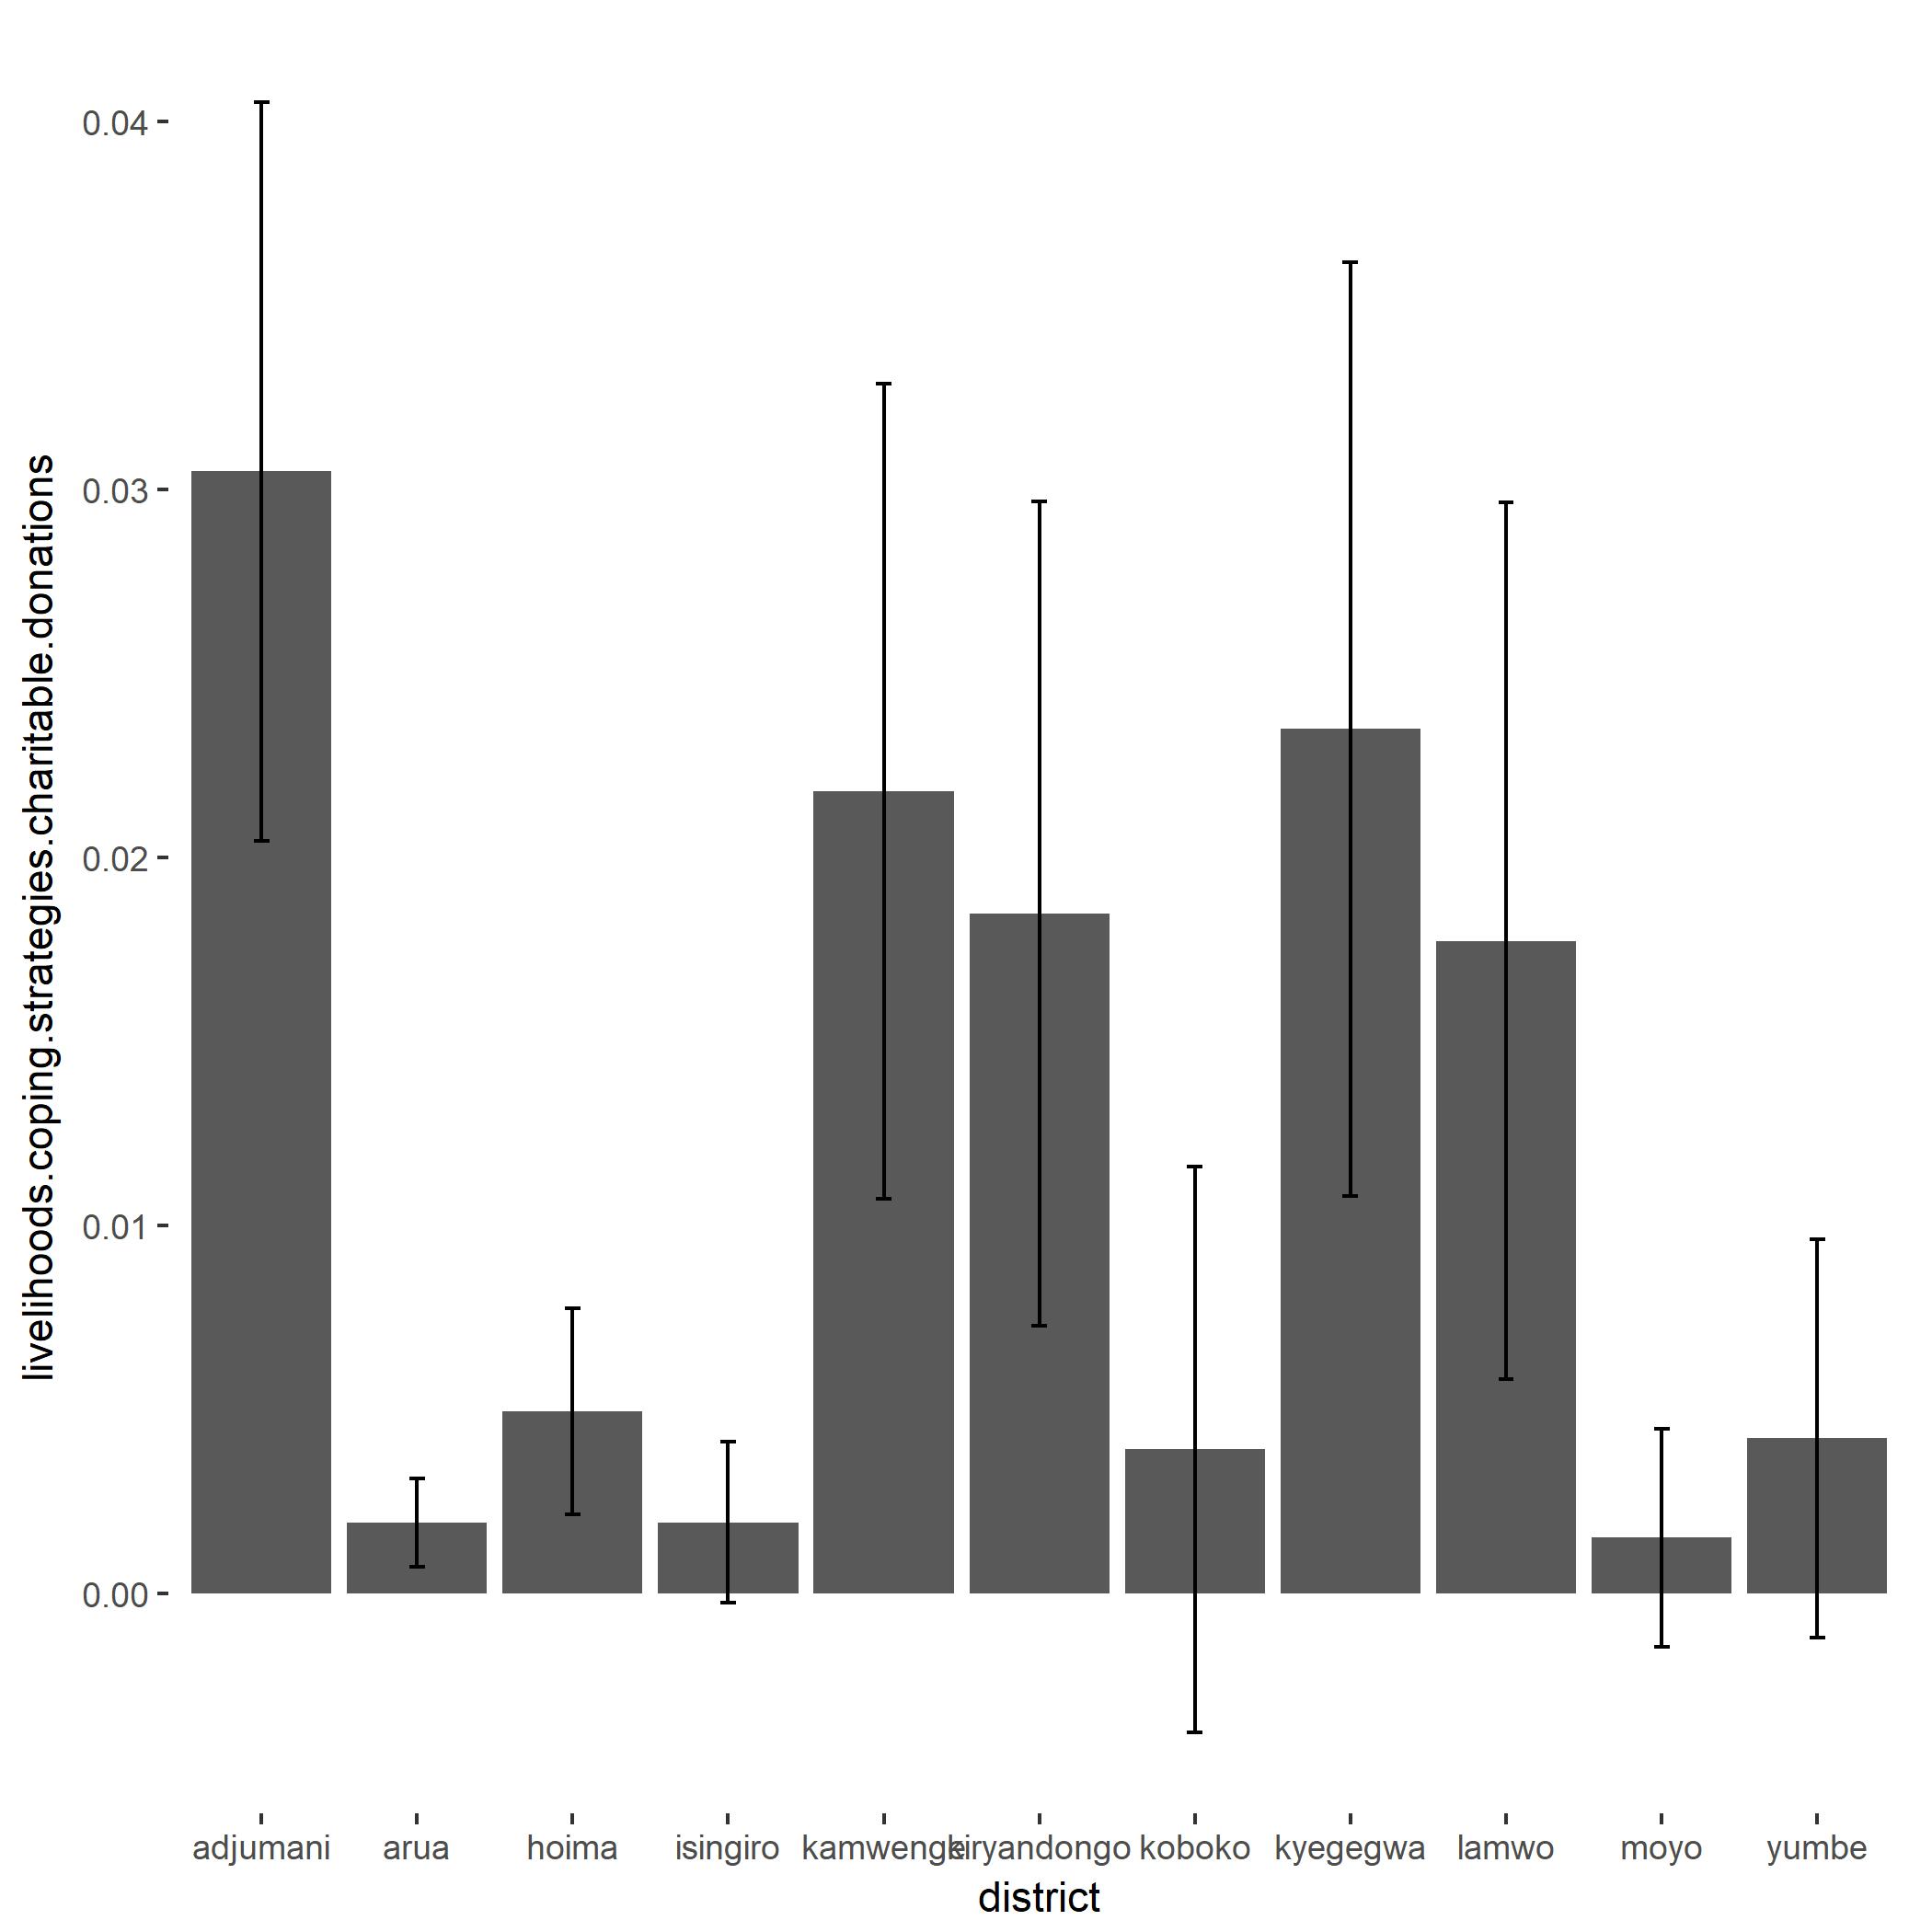 livelihoods.coping.strategies.charitable.donations
0.04
0.03
0.02
0.01
0.00
adjumani arua hoima isingiro kamwenge kiryandongo koboko kyegegwa lamwo moyo yumbe
district